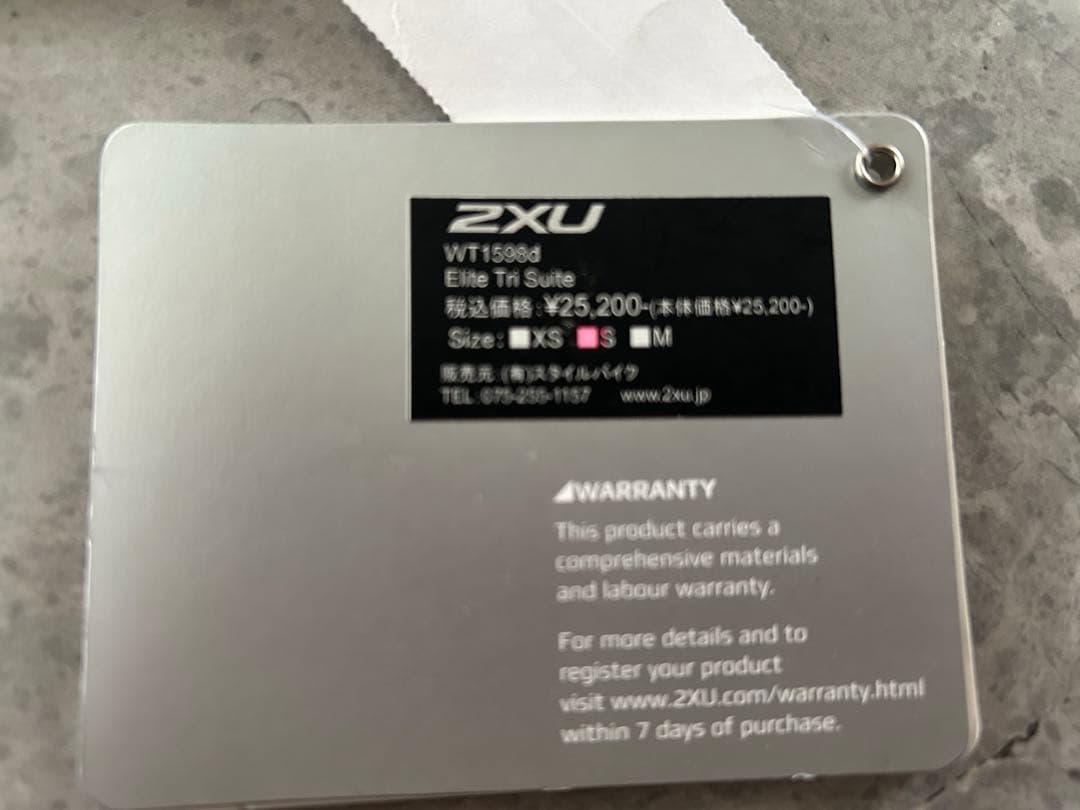 2XU
WT1598d
Elite Tri Suite
税込価格:¥25,200-(本体価格¥25,200-)
Size: XS S M
販売元 (有)スタイルバイク
TEL 075-255-1157 www.2xu.jp
WARRANTY
This product carries a
comprehensive materials
and labour warranty.
For more details and to
register your product
visit www.2XU.com/warranty.html
within 7 days of purchase.